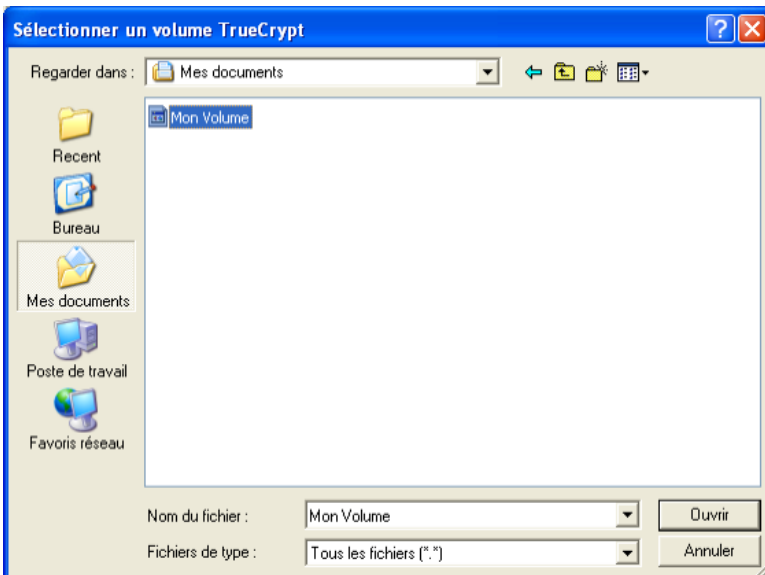 Sélectionner un volume TrueCrypt
Regarder dans :
Mes documents
Mon Volume
Recent
Bureau
Mes documents
Poste de travail
Favoris réseau
Nom du fichier :
Mon Volume
Ouvrir
Fichiers de type :
Tous les fichiers (*.*)
Annuler